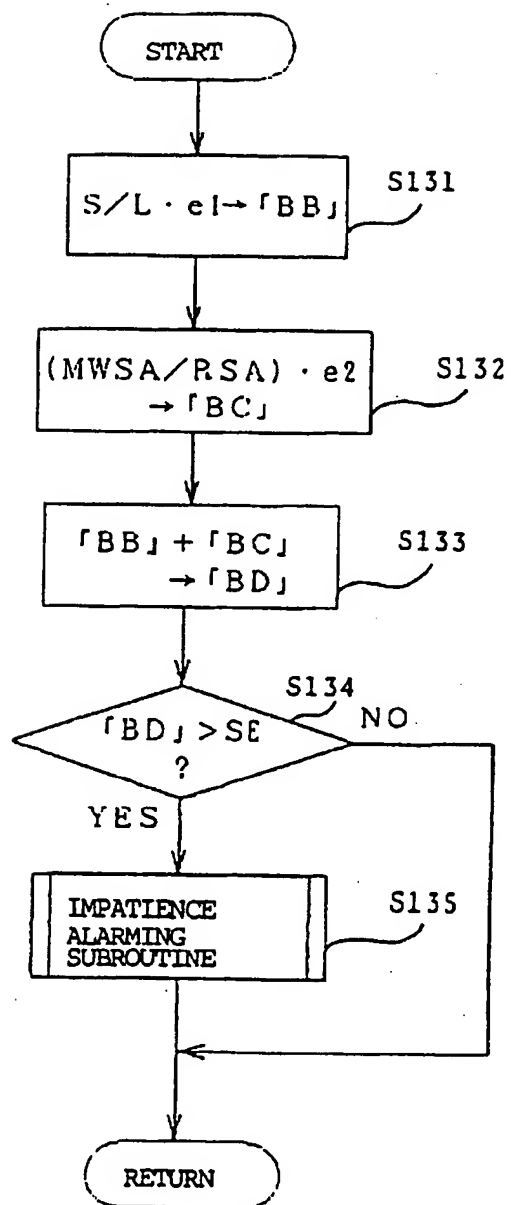 START
S/L・e1→「BB」
S131
(MWSA/RSA)・e2
→「BC」
S132
「BB」+「BC」
→「BD」
S133
S134
「BD」>SE
?
NO
YES
IMPATIENCE
ALARMING
SUBROUTINE
S135
RETURN